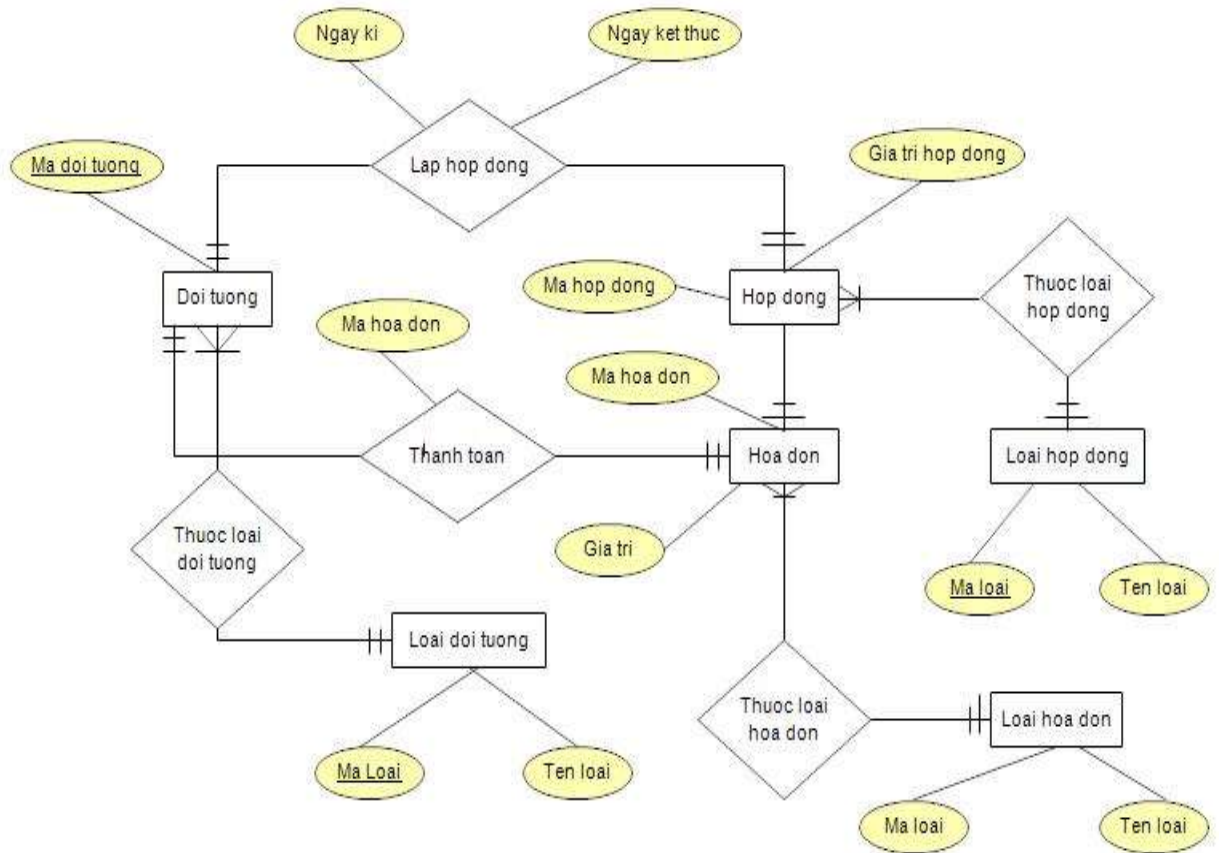 Ngay ki
Ngay ket thuc
Lap hop dong
Ma doi tuong
Gia tri hop dong
Doi tuong
Ma hop dong
Hop dong
Thuoc loai
hop dong
Ma hoa don
Ma hoa don
Thanh toan
Hoa don
Loai hop dong
Thuoc loai
doi tuong
Gia tri
Ma loai
Ten loai
Loai doi tuong
Thuoc loai
hoa don
Loai hoa don
Ma Loai
Ten loai
Ma loai
Ten loai